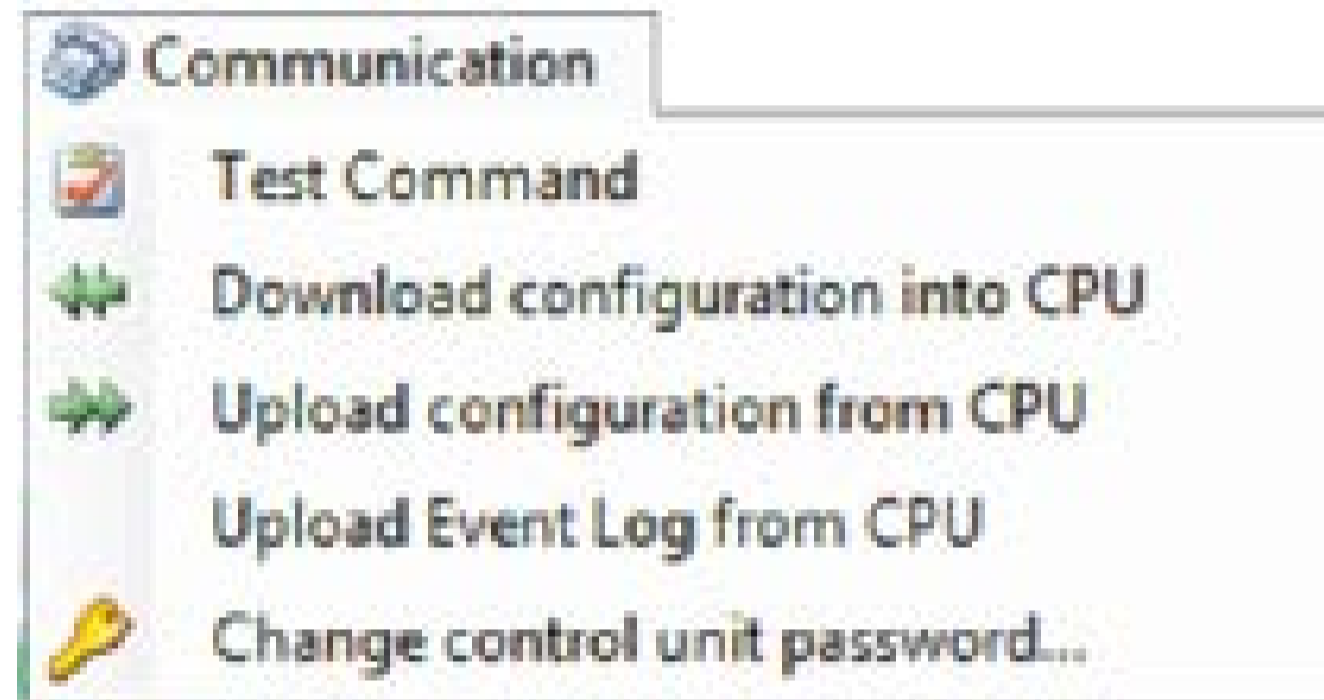 Communication
Test Command
Download configuration into CPU
Upload configuration from CPU
Upload Event Log from CPU
Change control unit password...